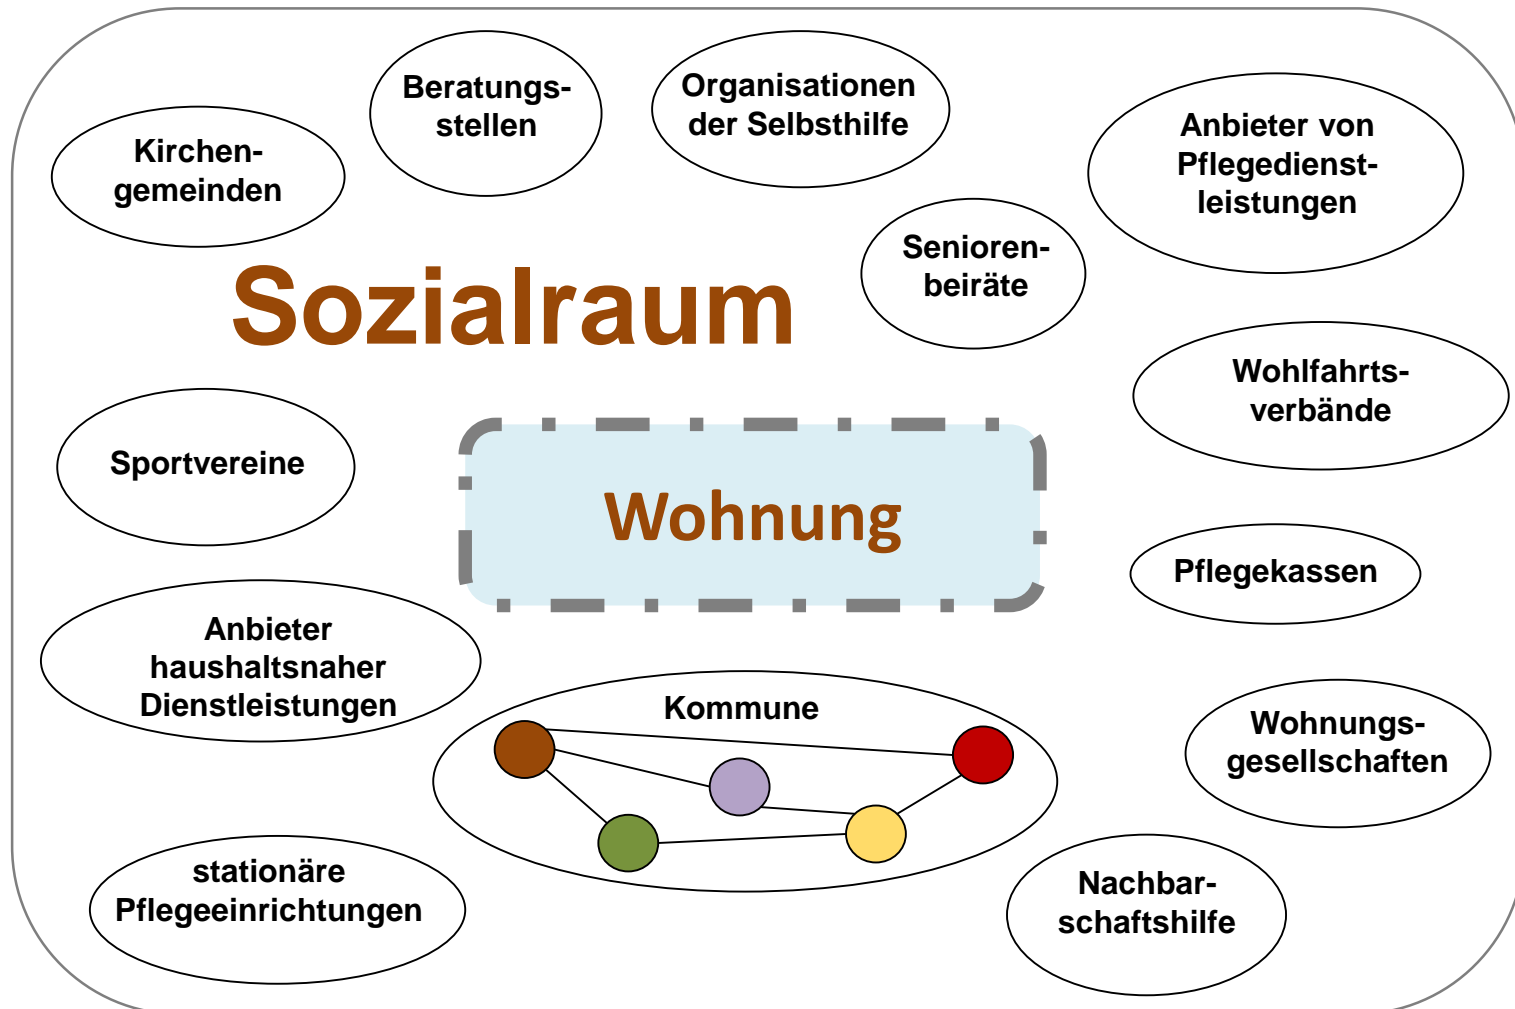 Beratungs-
stellen
Organisationen
der Selbsthilfe
Anbieter von
Pflegedienst-
leistungen
Kirchen-
gemeinden
Senioren-
beiräte
Sozialraum
Wohlfahrts-
verbände
Sportvereine
Wohnung
Pflegekassen
Anbieter
haushaltsnaher
Dienstleistungen
Kommune
Wohnungs-
gesellschaften
stationäre
Pflegeeinrichtungen
Nachbar-
schaftshilfe